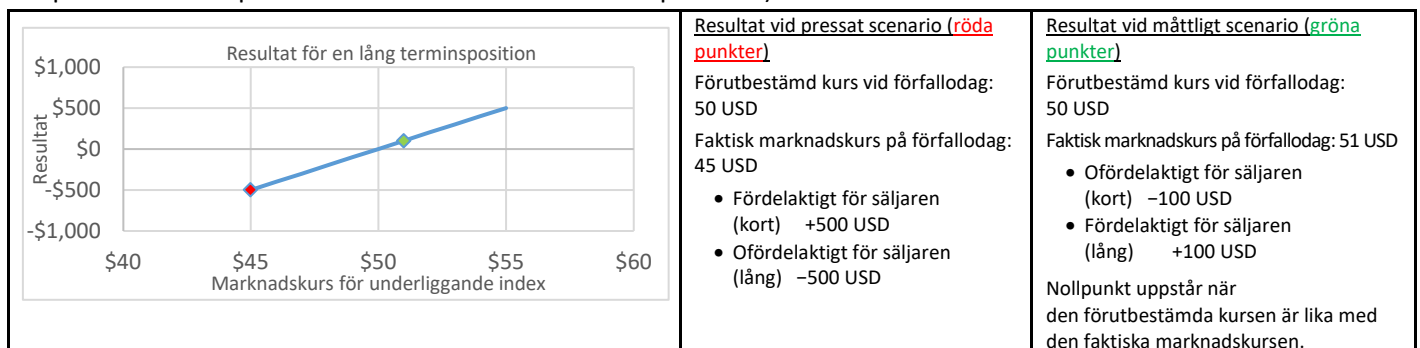 Resultat för en lång terminsposition
$1,000
$500
$0
-$500
-$1,000
Resultat
$40 $45 $50 $55 $60
Marknadskurs för underliggande index
Resultat vid pressat scenario (röda
punkter)
Förutbestämd kurs vid förfallodag:
50 USD
Faktisk marknadskurs på förfallodag:
45 USD
• Fördelaktigt för säljaren
(kort) +500 USD
• Ofördelaktigt för säljaren
(lång) −500 USD
Resultat vid måttligt scenario (gröna
punkter)
Förutbestämd kurs vid förfallodag:
50 USD
Faktisk marknadskurs på förfallodag: 51 USD
• Ofördelaktigt för säljaren
(kort) −100 USD
• Fördelaktigt för säljaren
(lång) +100 USD
Nollpunkt uppstår när
den förutbestämda kursen är lika med
den faktiska marknadskursen.